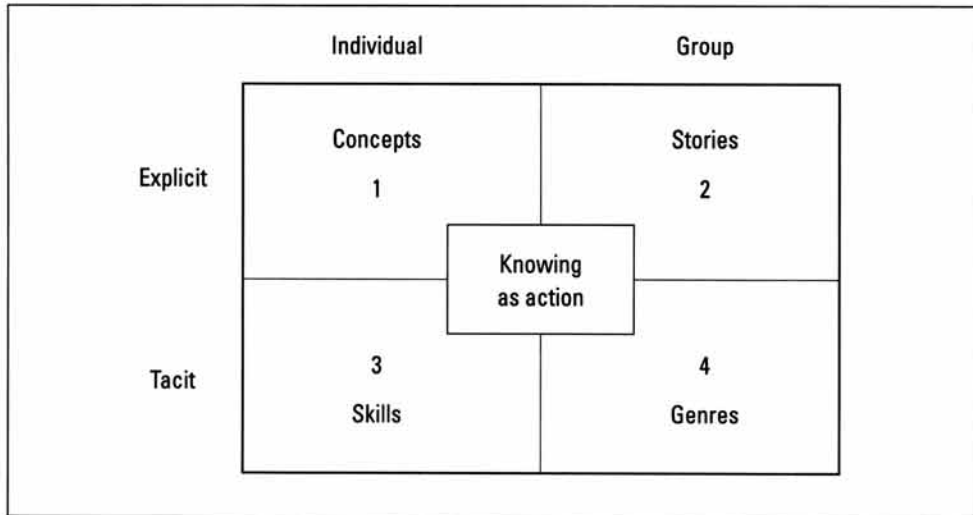 Individual Group
Concepts Stories
Explicit
1 2
Knowing
as action
3 4
Tacit
Skills Genres